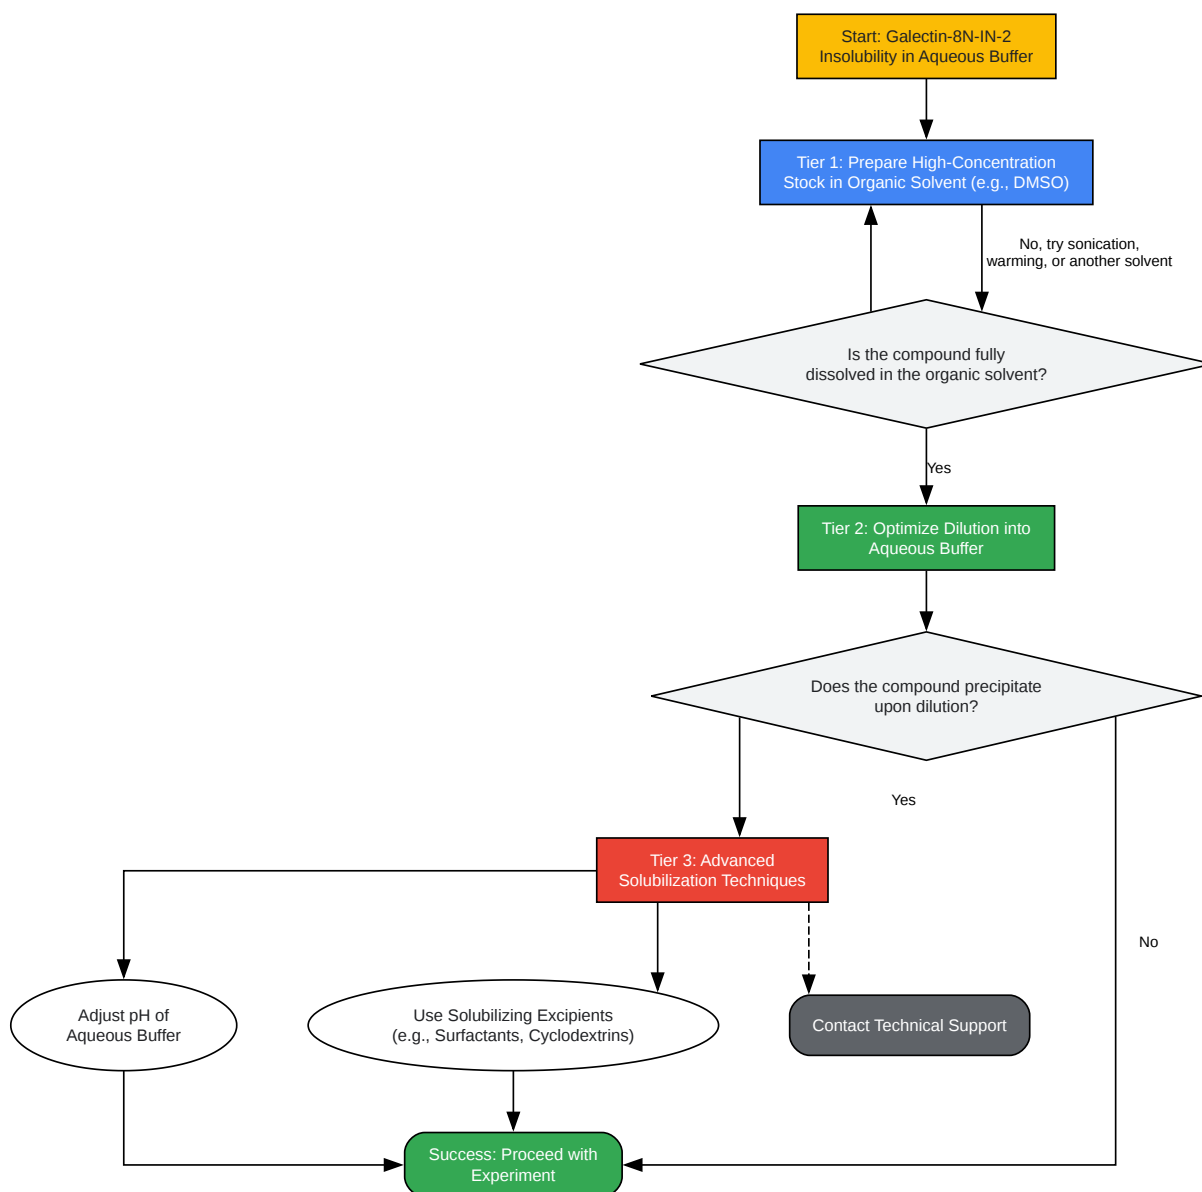 Start: Galectin-8N-IN-2
Insolubility in Aqueous Buffer
Tier 1: Prepare High-Concentration
Stock in Organic Solvent (e.g., DMSO)
No, try sonication,
warming, or another solvent
Is the compound fully
dissolved in the organic solvent?
Yes
Tier 2: Optimize Dilution into
Aqueous Buffer
Does the compound precipitate
upon dilution?
Yes
Tier 3: Advanced
Solubilization Techniques
No
Adjust pH of
Aqueous Buffer
Use Solubilizing Excipients
(e.g., Surfactants, Cyclodextrins)
Contact Technical Support
Success: Proceed with
Experiment